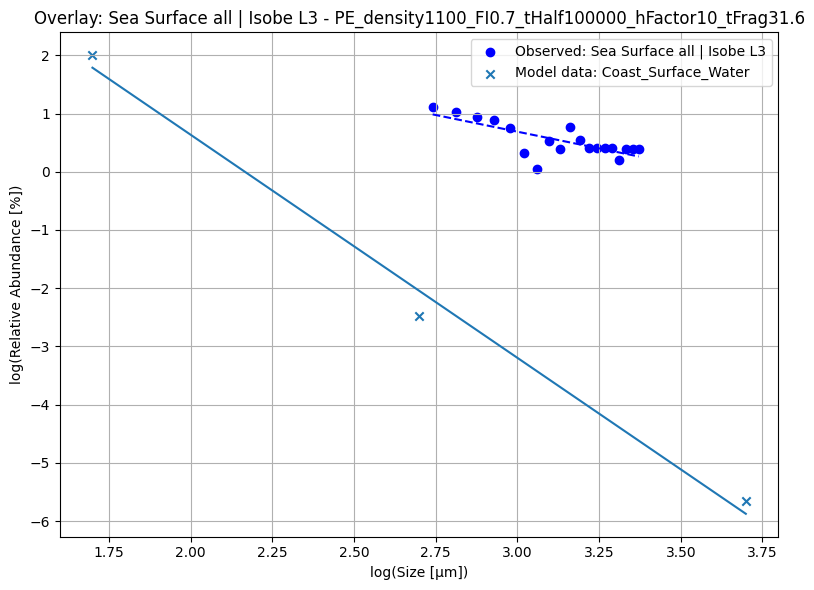 Overlay: Sea Surface all | Isobe L3 - PE_density1100_FI0.7_tHalf100000_hFactor10_tFrag31.6
Observed: Sea Surface all | Isobe L3
Model data: Coast_Surface_Water
log(Relative Abundance [%])
2
1
0
−1
−2
−3
−4
−5
−6
1.75 2.00 2.25 2.50 2.75 3.00 3.25 3.50 3.75
log(Size [μm])